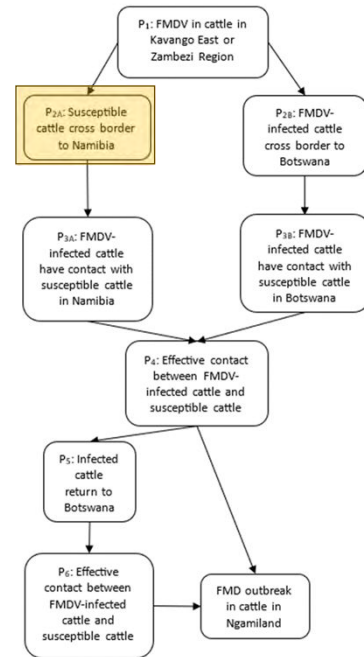 P₁: FMDV in cattle in
Kavango East or
Zambezi Region
P₂ₐ: Susceptible
cattle cross border
to Namibia
P₂ʙ: FMDV-
infected cattle
cross border to
Botswana
P₃ₐ: FMDV-
infected cattle
have contact with
susceptible cattle
in Namibia
P₃ʙ: FMDV-
infected cattle
have contact with
susceptible cattle
in Botswana
P₄: Effective contact
between FMDV-
infected cattle and
susceptible cattle
P₅: Infected
cattle
return to
Botswana
P₆: Effective
contact between
FMDV-infected
cattle and
susceptible cattle
FMD outbreak
in cattle in
Ngamiland